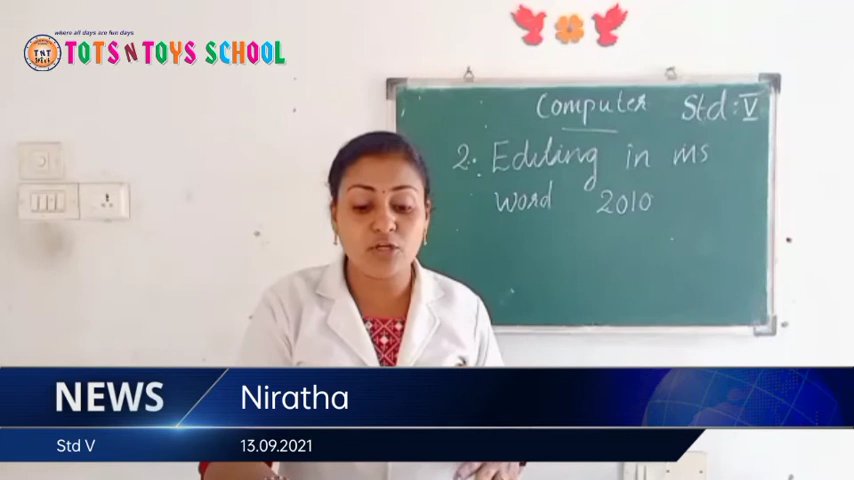 where all days are fun days
TNT
TOTS N TOYS SCHOOL
Computer Std: V
2. Editing in ms
word 2010
NEWS Niratha
Std V 13.09.2021